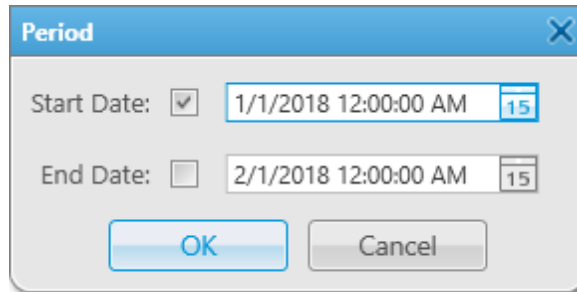 Period
Start Date: 1/1/2018 12:00:00 AM 15
End Date: 2/1/2018 12:00:00 AM 15
OK Cancel